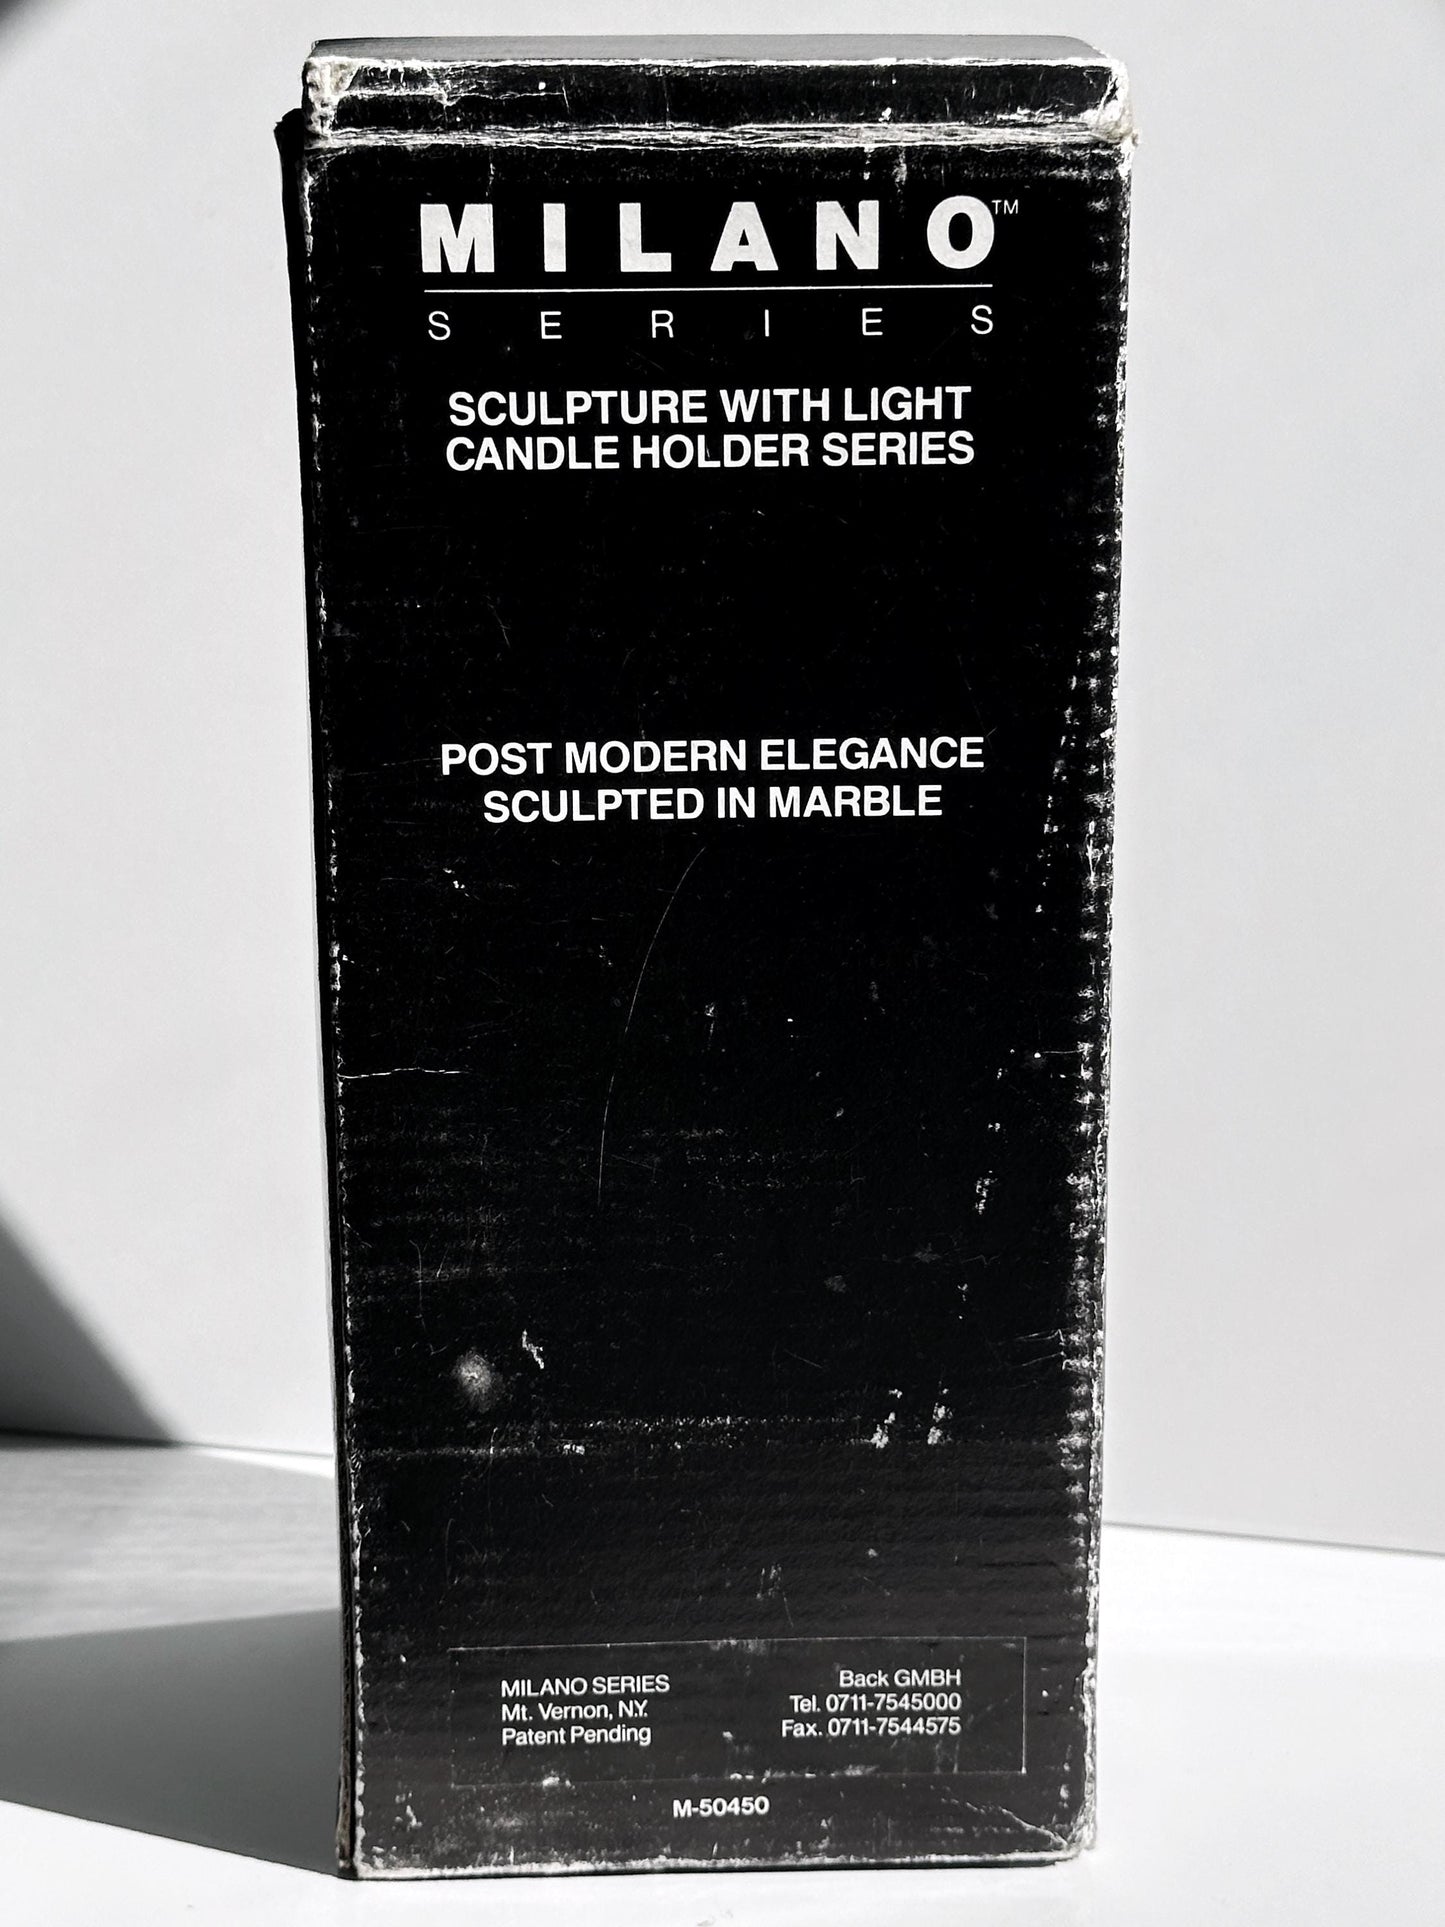 MILANO™
SERIES
SCULPTURE WITH LIGHT
CANDLE HOLDER SERIES
POST MODERN ELEGANCE
SCULPTED IN MARBLE
MILANO SERIES
Mt. Vernon, N.Y.
Patent Pending
Back GMBH
Tel. 0711-7545000
Fax. 0711-7544575
M-50450